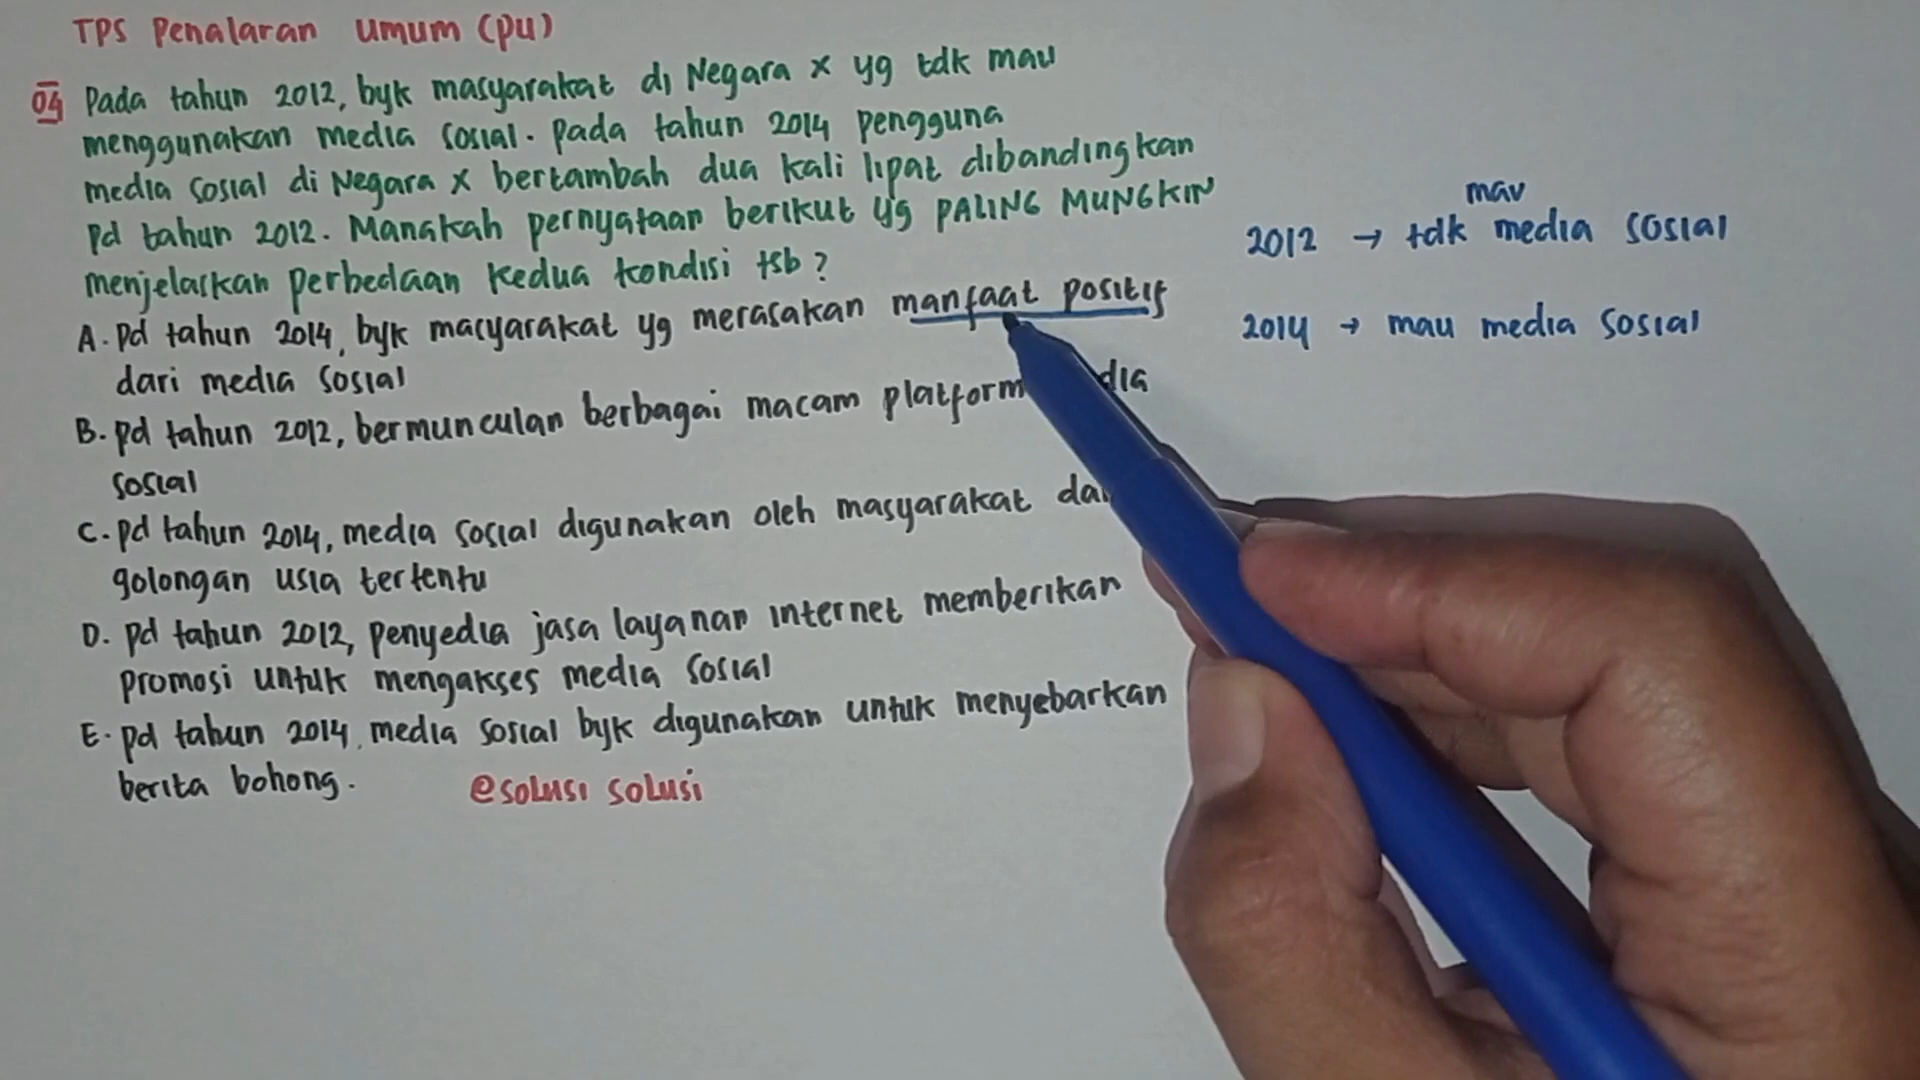 TPS Penalaran Umum (PU)
04 Pada tahun 2012, byk masyarakat di Negara X yg tdk mau
menggunakan media sosial. Pada tahun 2014 pengguna
media sosial di Negara X bertambah dua kali lipat dibandingkan
Pd tahun 2012. Manakah pernyataan berikut yg PALING MUNGKIN
menjelaskan perbedaan kedua kondisi tsb?
A. Pd tahun 2014, byk masyarakat yg merasakan manfaat positif
dari media sosial
B. Pd tahun 2012, bermunculan berbagai macam platform
sosial
C. Pd tahun 2014, media sosial digunakan oleh masyarakat
golongan usia tertentu
D. Pd tahun 2012, penyedia jasa layanan internet memberikan
promosi untuk mengakses media sosial
E. Pd tahun 2014, media sosial byk digunakan untuk menyebarkan
berita bohong.
@solusi solusi
mau
2012 → tdk media sosial
2014 → mau media sosial